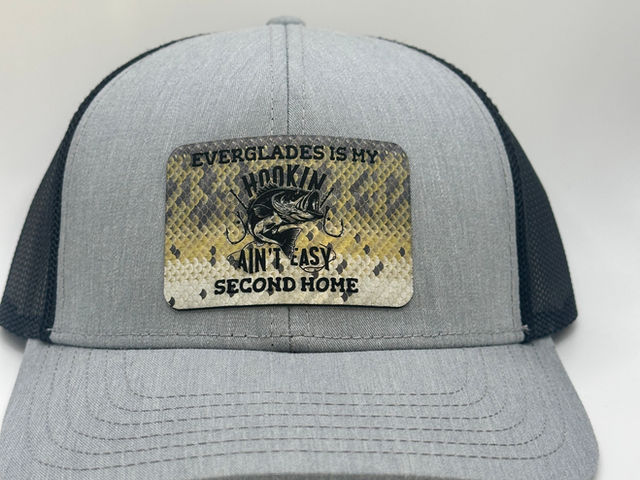 EVERGLADES IS MY
HOOKIN
AIN'T EASY
SECOND HOME